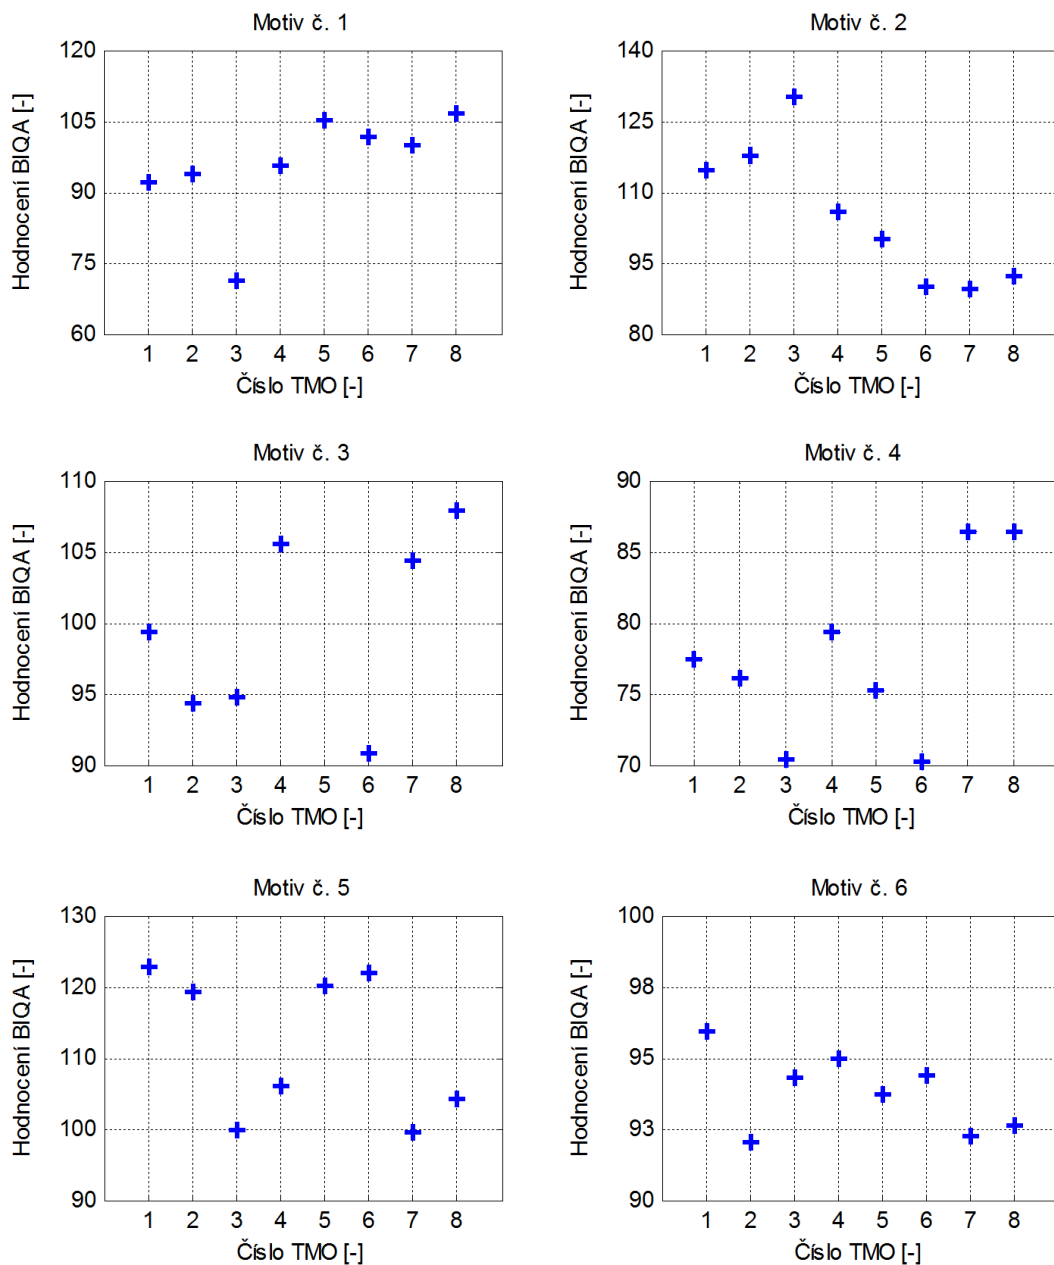 Motiv č. 1
Hodnocení BIQA [-]
120
105
90
75
60
1 2 3 4 5 6 7 8
Číslo TMO [-]
Motiv č. 2
Hodnocení BIQA [-]
140
125
110
95
80
1 2 3 4 5 6 7 8
Číslo TMO [-]
Motiv č. 3
Hodnocení BIQA [-]
110
105
100
95
90
1 2 3 4 5 6 7 8
Číslo TMO [-]
Motiv č. 4
Hodnocení BIQA [-]
90
85
80
75
70
1 2 3 4 5 6 7 8
Číslo TMO [-]
Motiv č. 5
Hodnocení BIQA [-]
130
120
110
100
90
1 2 3 4 5 6 7 8
Číslo TMO [-]
Motiv č. 6
Hodnocení BIQA [-]
100
98
95
93
90
1 2 3 4 5 6 7 8
Číslo TMO [-]